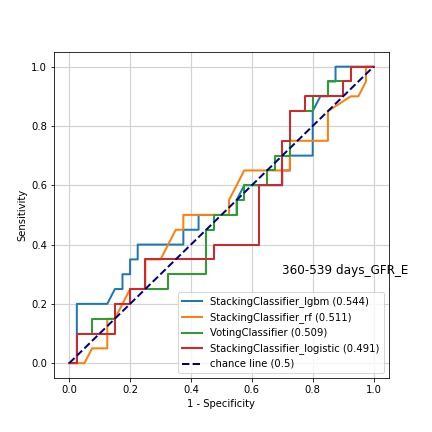 1.0
0.8
0.6
0.4
0.2
0.0
Sensitivity
360-539 days_GFR_E
StackingClassifier_lgbm (0.544)
StackingClassifier_rf (0.511)
VotingClassifier (0.509)
StackingClassifier_logistic (0.491)
chance line (0.5)
0.0 0.2 0.4 0.6 0.8 1.0
1 - Specificity